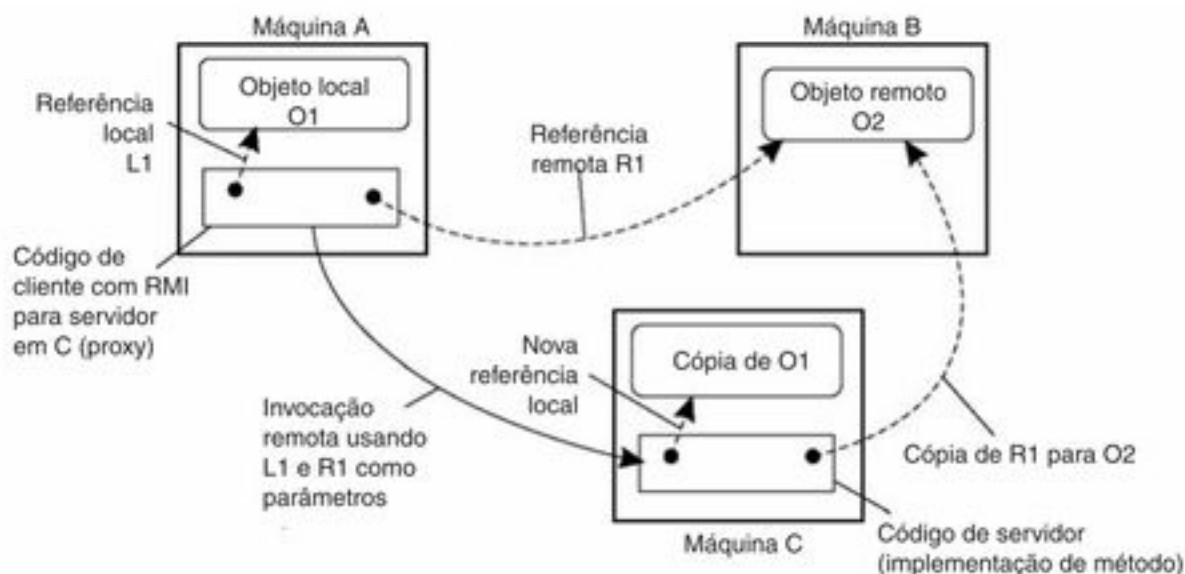 Máquina A
Máquina B
Objeto local
O1
Objeto remoto
O2
Referência
local
L1
Referência
remota R1
Código de
cliente com RMI
para servidor
em C (proxy)
Nova
referência
local
Cópia de O1
Invocação
remota usando
L1 e R1 como
parâmetros
Cópia de R1 para O2
Máquina C
Código de servidor
(implementação de método)